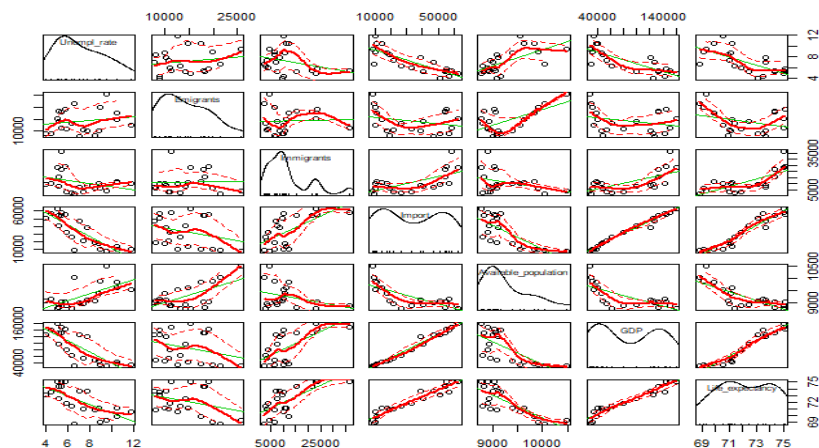 10000 25000 10000 50000 40000 140000
Unempl_rate
4 6 8 12
Emigrants
10000
Immigrants
5000 25000 35000
Import
10000 60000
Available_population
9000 10500
GDP
40000 160000
Life_expectancy
69 72 75
4 6 8 12 5000 25000 9000 10000 69 71 73 75